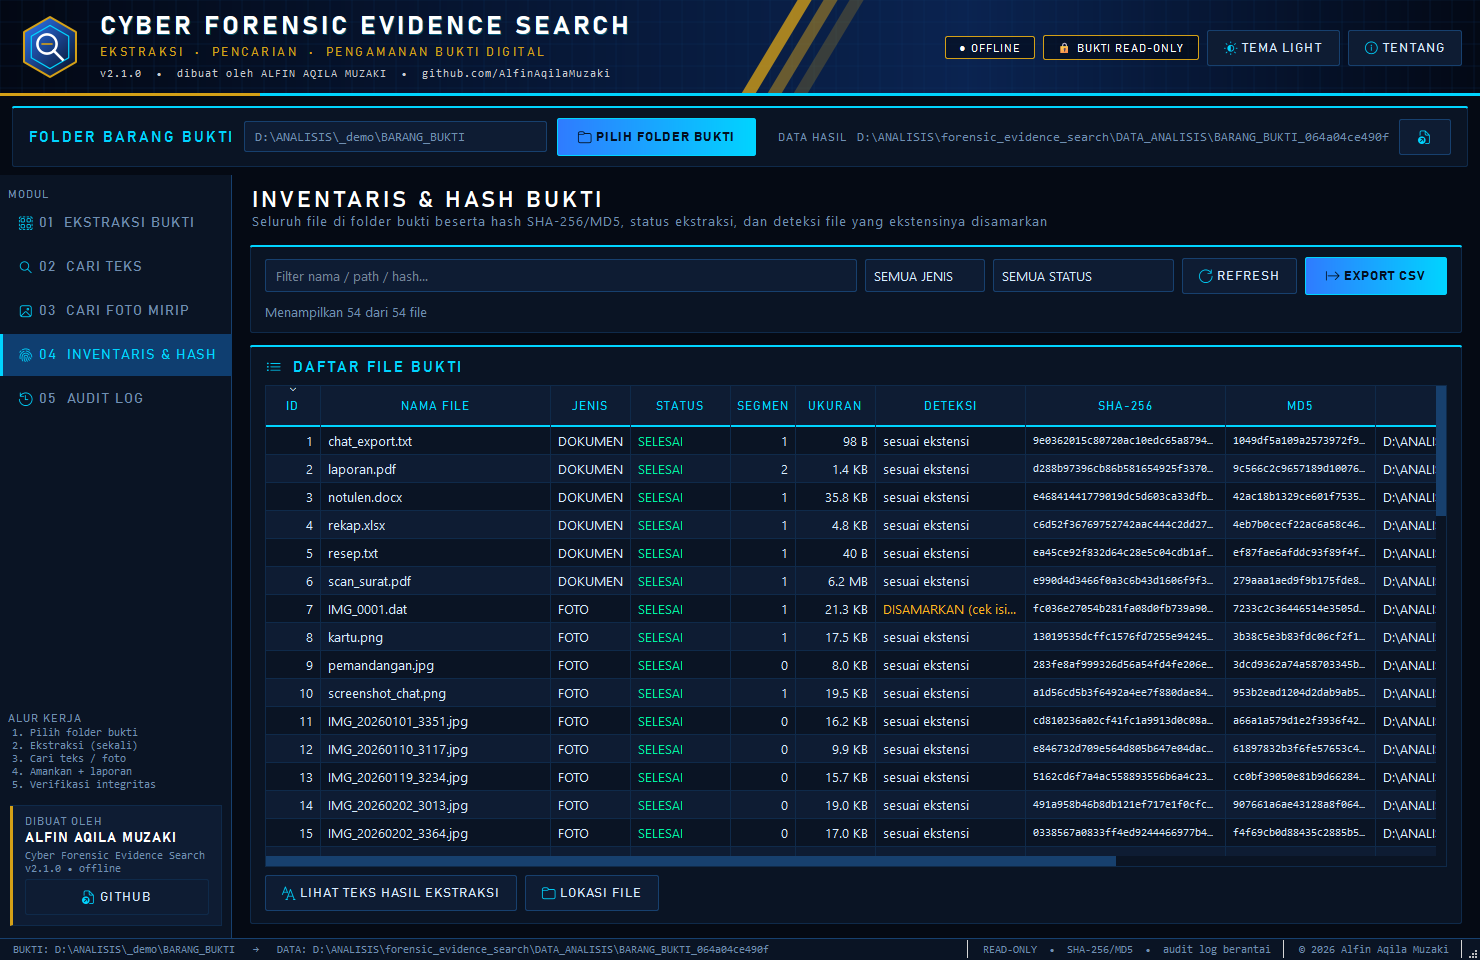 CYBER FORENSIC EVIDENCE SEARCH
EKSTRAKSI · PENCARIAN · PENGAMANAN BUKTI DIGITAL
v2.1.0 • dibuat oleh ALFIN AQILA MUZAKI • github.com/AlfinAqilaMuzaki
● OFFLINE
BUKTI READ-ONLY
TEMA LIGHT
TENTANG
FOLDER BARANG BUKTI
D:\ANALISIS\_demo\BARANG_BUKTI
PILIH FOLDER BUKTI
DATA HASIL D:\ANALISIS\forensic_evidence_search\DATA_ANALISIS\BARANG_BUKTI_064a04ce490f
MODUL
01 EKSTRAKSI BUKTI
02 CARI TEKS
03 CARI FOTO MIRIP
04 INVENTARIS & HASH
05 AUDIT LOG
INVENTARIS & HASH BUKTI
Seluruh file di folder bukti beserta hash SHA-256/MD5, status ekstraksi, dan deteksi file yang ekstensinya disamarkan
Filter nama / path / hash...
SEMUA JENIS
SEMUA STATUS
REFRESH
EXPORT CSV
Menampilkan 54 dari 54 file
DAFTAR FILE BUKTI
ID NAMA FILE JENIS STATUS SEGMEN UKURAN DETEKSI SHA-256 MD5
1 chat_export.txt DOKUMEN SELESAI 1 98 B sesuai ekstensi 9e0362015c80720ac10edc65a8794… 1049df5a109a2573972f9… D:\ANALIS
2 laporan.pdf DOKUMEN SELESAI 2 1.4 KB sesuai ekstensi d288b97396cb86b581654925f3370… 9c566c2c9657189d10076… D:\ANALIS
3 notulen.docx DOKUMEN SELESAI 1 35.8 KB sesuai ekstensi e46841441779019dc5d603ca33dfb… 42ac18b1329ce601f7535… D:\ANALIS
4 rekap.xlsx DOKUMEN SELESAI 1 4.8 KB sesuai ekstensi c6d52f36769752742aac444c2dd27… 4eb7b0cecf22ac6a58c46… D:\ANALIS
5 resep.txt DOKUMEN SELESAI 1 40 B sesuai ekstensi ea45ce92f832d64c28e5c04cdb1af… ef87fae6afddc93f89f4f… D:\ANALIS
6 scan_surat.pdf DOKUMEN SELESAI 1 6.2 MB sesuai ekstensi e990d4d3466f0a3c6b43d1606f9f3… 279aaa1aed9f9b175fde8… D:\ANALIS
7 IMG_0001.dat FOTO SELESAI 1 21.3 KB DISAMARKAN (cek isi... fc036e27054b281fa08d0fb739a90… 7233c2c36446514e3505d… D:\ANALIS
8 kartu.png FOTO SELESAI 1 17.5 KB sesuai ekstensi 13019535dcffc1576fd7255e94245… 3b38c5e3b83fdc06cf2f1… D:\ANALIS
9 pemandangan.jpg FOTO SELESAI 0 8.0 KB sesuai ekstensi 283fe8af999326d56a54fd4fe206e… 3dcd9362a74a58703345b… D:\ANALIS
10 screenshot_chat.png FOTO SELESAI 1 19.5 KB sesuai ekstensi a1d56cd5b3f6492a4ee7f880dae84… 953b2ead1204d2dab9ab5… D:\ANALIS
11 IMG_20260101_3351.jpg FOTO SELESAI 0 16.2 KB sesuai ekstensi cd810236a02cf41fc1a9913d0c08a… a66a1a579d1e2f3936f42… D:\ANALIS
12 IMG_20260110_3117.jpg FOTO SELESAI 0 9.9 KB sesuai ekstensi e846732d709e564d805b647e04dac… 61897832b3f6fe57653c4… D:\ANALIS
13 IMG_20260119_3234.jpg FOTO SELESAI 0 15.7 KB sesuai ekstensi 5162cd6f7a4ac558893556b6a4c23… cc0bf39050e81b9d66284… D:\ANALIS
14 IMG_20260202_3013.jpg FOTO SELESAI 0 19.0 KB sesuai ekstensi 491a958b46b8db121ef717e1f0cfc… 907661a6ae43128a8f064… D:\ANALIS
15 IMG_20260202_3364.jpg FOTO SELESAI 0 17.0 KB sesuai ekstensi 0338567a0833ff4ed9244466977b4… f4f69cb0d88435c2885b5… D:\ANALIS
LIHAT TEKS HASIL EKSTRAKSI
LOKASI FILE
ALUR KERJA
1. Pilih folder bukti
2. Ekstraksi (sekali)
3. Cari teks / foto
4. Amankan + laporan
5. Verifikasi integritas
DIBUAT OLEH
ALFIN AQILA MUZAKI
Cyber Forensic Evidence Search
v2.1.0 • offline
GITHUB
BUKTI: D:\ANALISIS\_demo\BARANG_BUKTI → DATA: D:\ANALISIS\forensic_evidence_search\DATA_ANALISIS\BARANG_BUKTI_064a04ce490f
READ-ONLY • SHA-256/MD5 • audit log berantai
© 2026 Alfin Aqila Muzaki